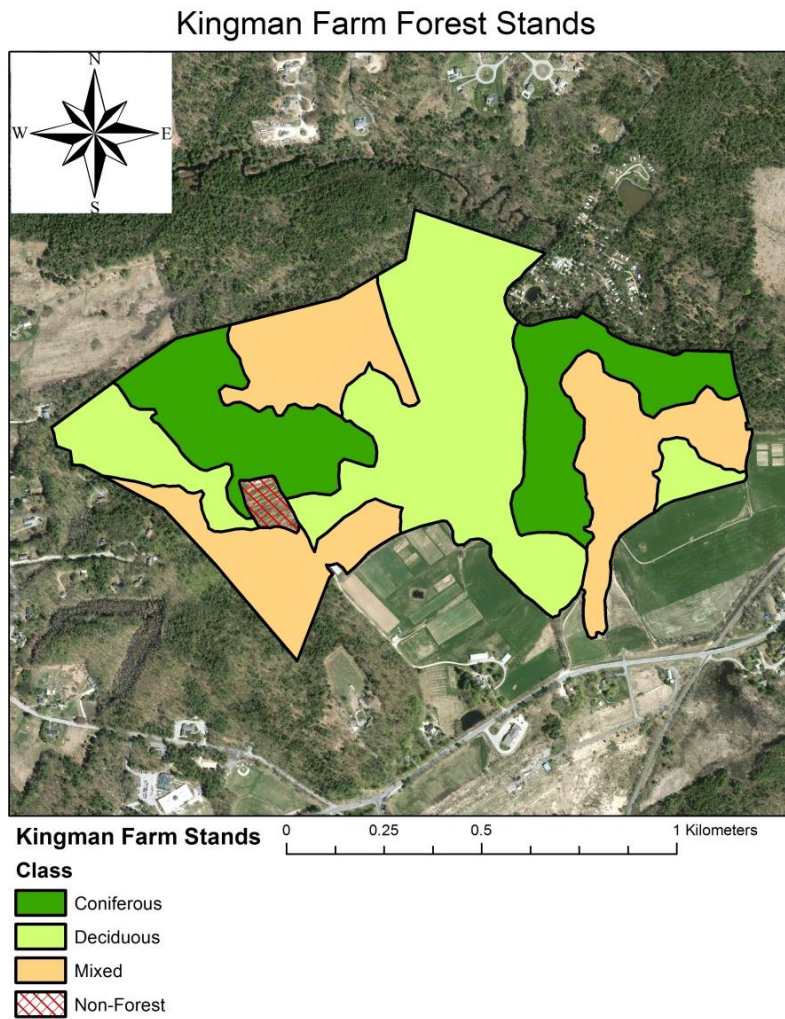 Kingman Farm Forest Stands
N
W E
S
Kingman Farm Stands
0 0.25 0.5 1 Kilometers
Class
Coniferous
Deciduous
Mixed
Non-Forest